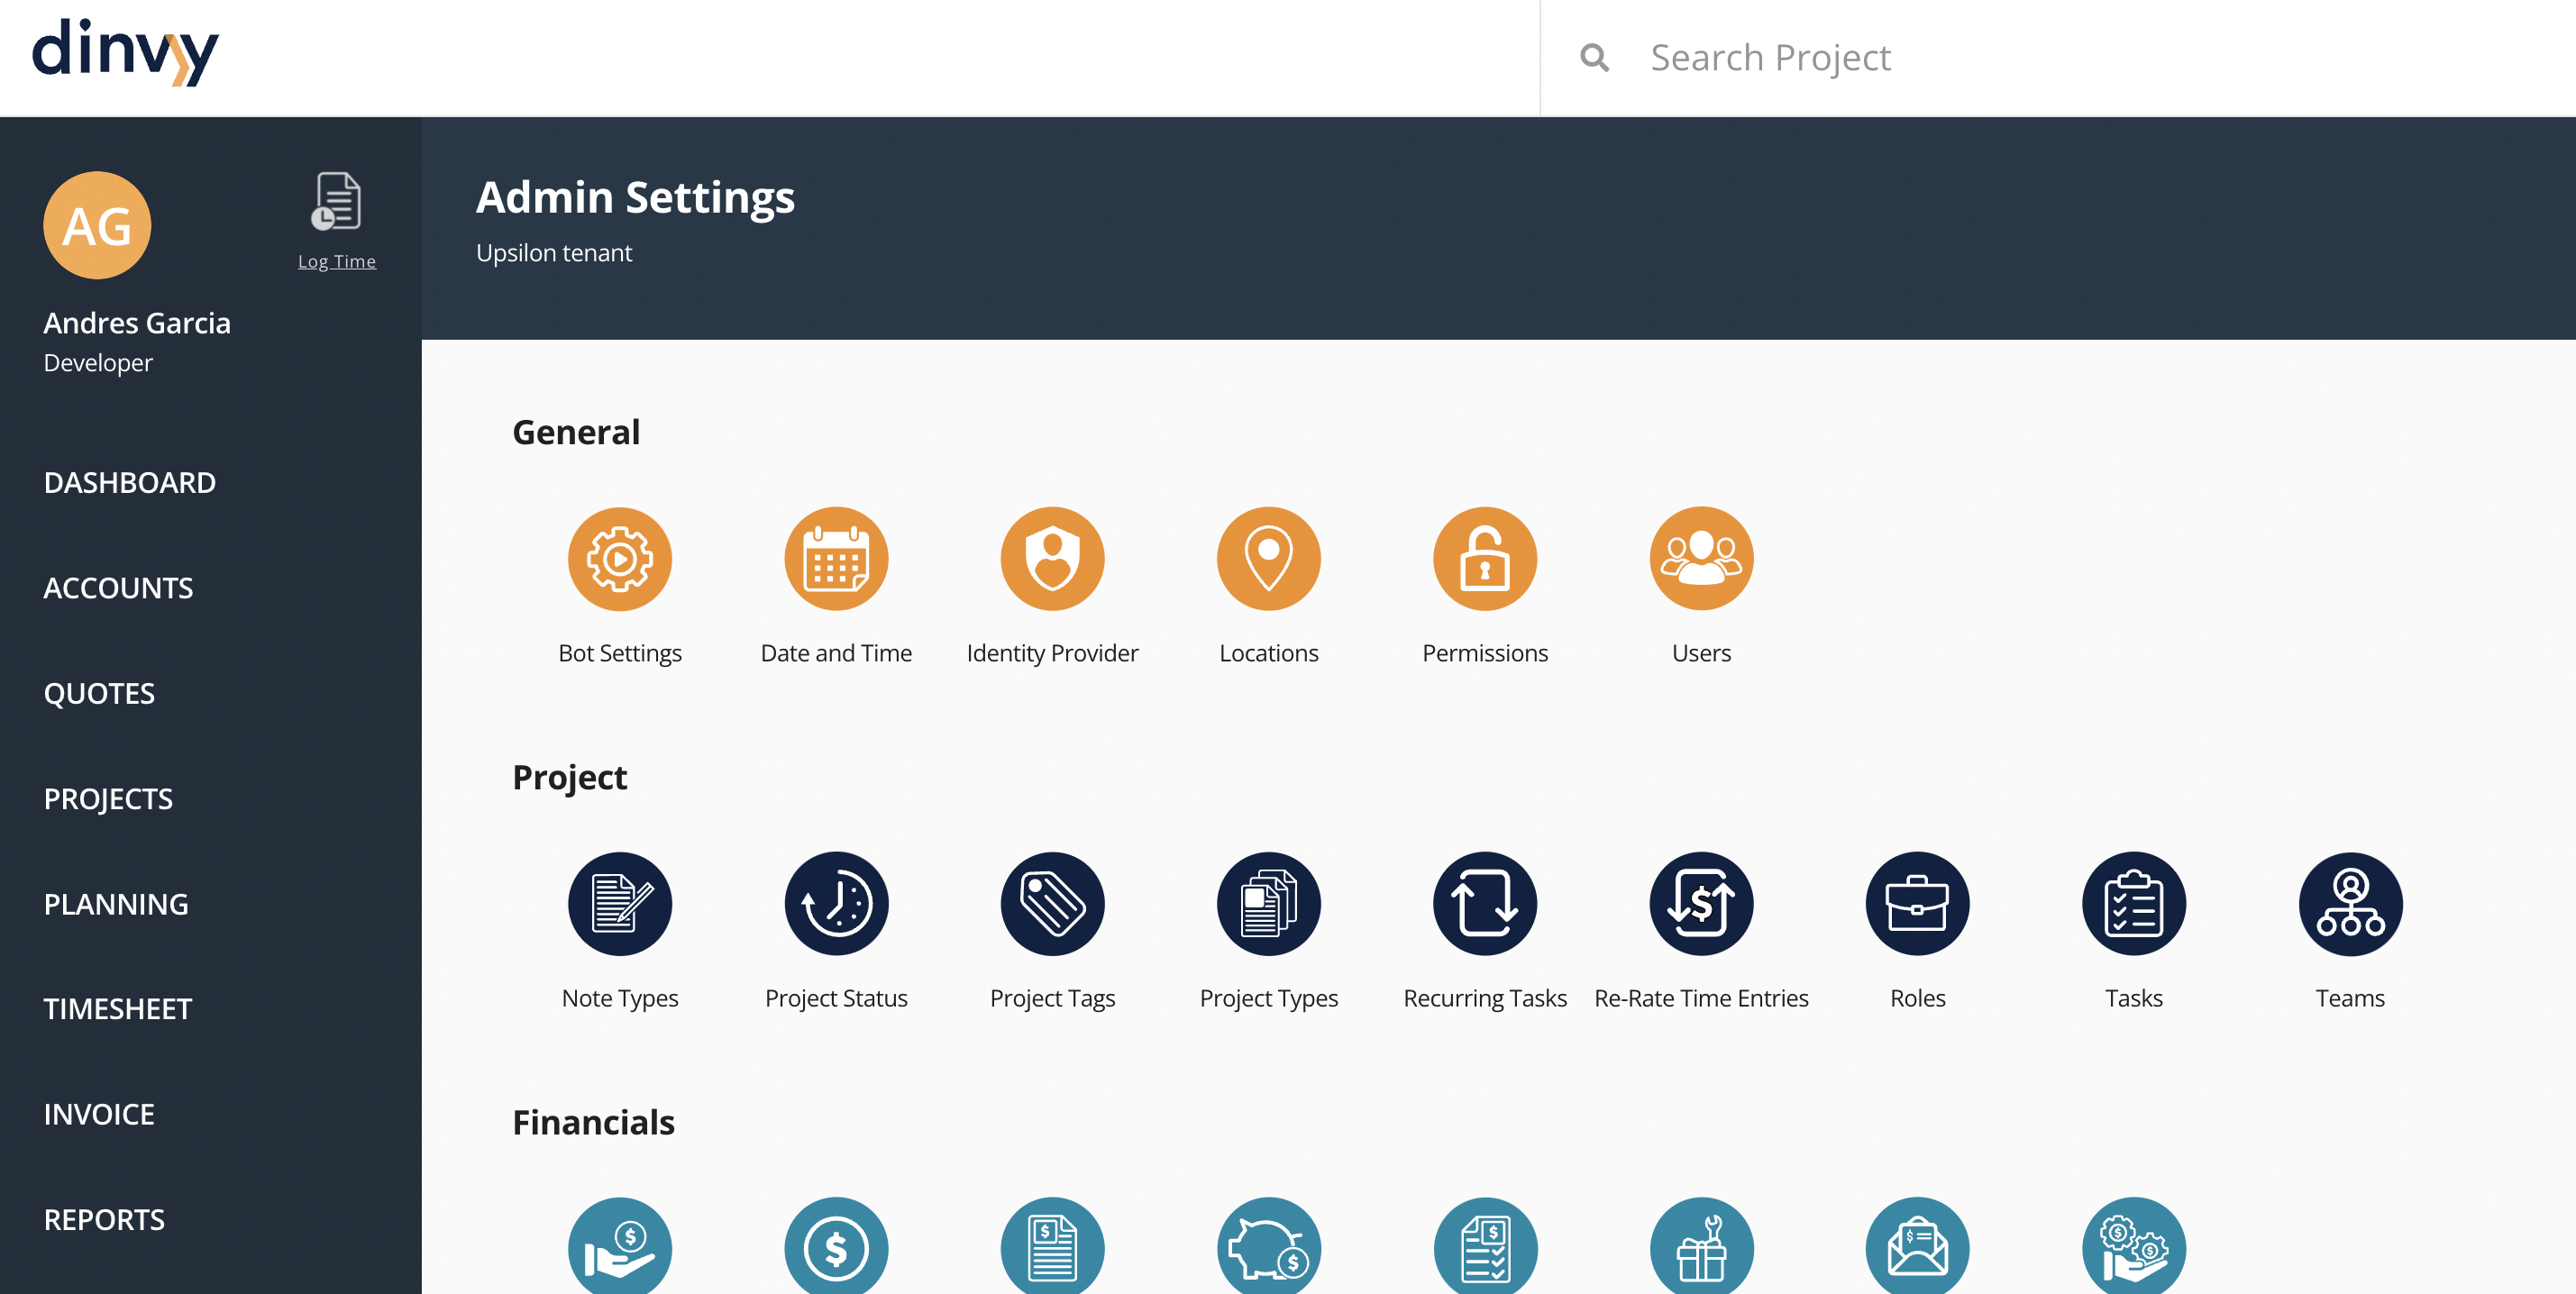 dinvy
Search Project
AG
Log Time
Andres Garcia
Developer
DASHBOARD
ACCOUNTS
QUOTES
PROJECTS
PLANNING
TIMESHEET
INVOICE
REPORTS
Admin Settings
Upsilon tenant
General
Bot Settings
Date and Time
Identity Provider
Locations
Permissions
Users
Project
Note Types
Project Status
Project Tags
Project Types
Recurring Tasks
Re-Rate Time Entries
Roles
Tasks
Teams
Financials